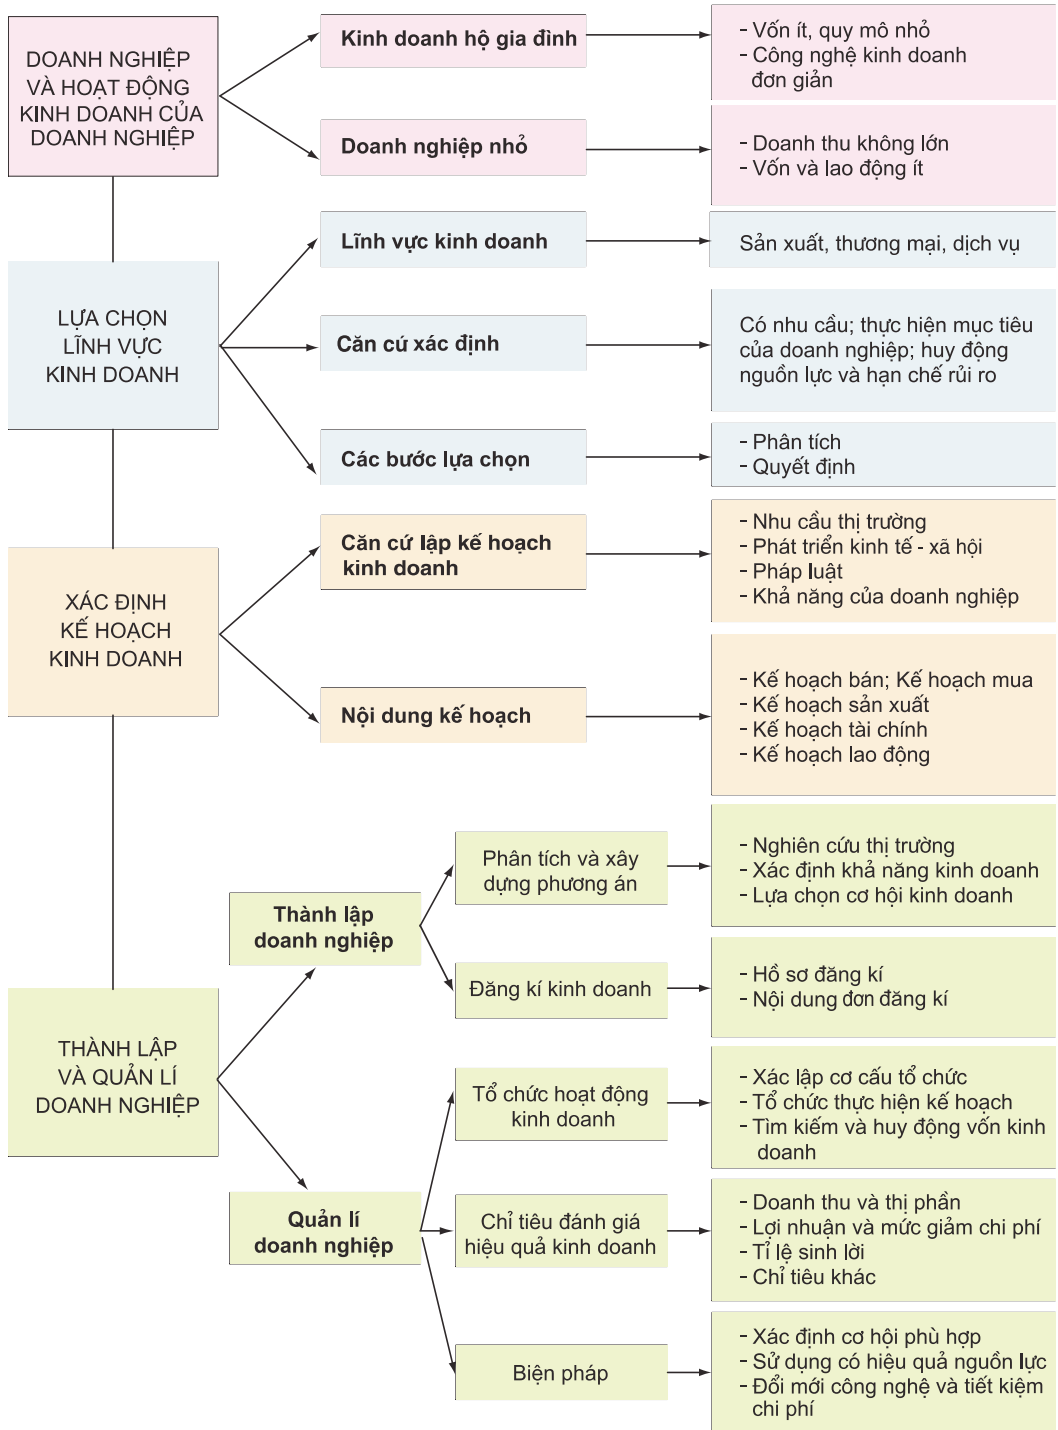 DOANH NGHIỆP
VÀ HOẠT ĐỘNG
KINH DOANH CỦA
DOANH NGHIỆP
Kinh doanh hộ gia đình
- Vốn ít, quy mô nhỏ
- Công nghệ kinh doanh
đơn giản
Doanh nghiệp nhỏ
- Doanh thu không lớn
- Vốn và lao động ít
LỰA CHỌN
LĨNH VỰC
KINH DOANH
Lĩnh vực kinh doanh
Sản xuất, thương mại, dịch vụ
Căn cứ xác định
Có nhu cầu; thực hiện mục tiêu
của doanh nghiệp; huy động
nguồn lực và hạn chế rủi ro
Các bước lựa chọn
- Phân tích
- Quyết định
XÁC ĐỊNH
KẾ HOẠCH
KINH DOANH
Căn cứ lập kế hoạch
kinh doanh
- Nhu cầu thị trường
- Phát triển kinh tế - xã hội
- Pháp luật
- Khả năng của doanh nghiệp
Nội dung kế hoạch
- Kế hoạch bán; Kế hoạch mua
- Kế hoạch sản xuất
- Kế hoạch tài chính
- Kế hoạch lao động
THÀNH LẬP
VÀ QUẢN LÍ
DOANH NGHIỆP
Thành lập
doanh nghiệp
Phân tích và xây
dựng phương án
- Nghiên cứu thị trường
- Xác định khả năng kinh doanh
- Lựa chọn cơ hội kinh doanh
Đăng kí kinh doanh
- Hồ sơ đăng kí
- Nội dung đơn đăng kí
Quản lí
doanh nghiệp
Tổ chức hoạt động
kinh doanh
- Xác lập cơ cấu tổ chức
- Tổ chức thực hiện kế hoạch
- Tìm kiếm và huy động vốn kinh
doanh
Chỉ tiêu đánh giá
hiệu quả kinh doanh
- Doanh thu và thị phần
- Lợi nhuận và mức giảm chi phí
- Tỉ lệ sinh lời
- Chỉ tiêu khác
Biện pháp
- Xác định cơ hội phù hợp
- Sử dụng có hiệu quả nguồn lực
- Đổi mới công nghệ và tiết kiệm
chi phí